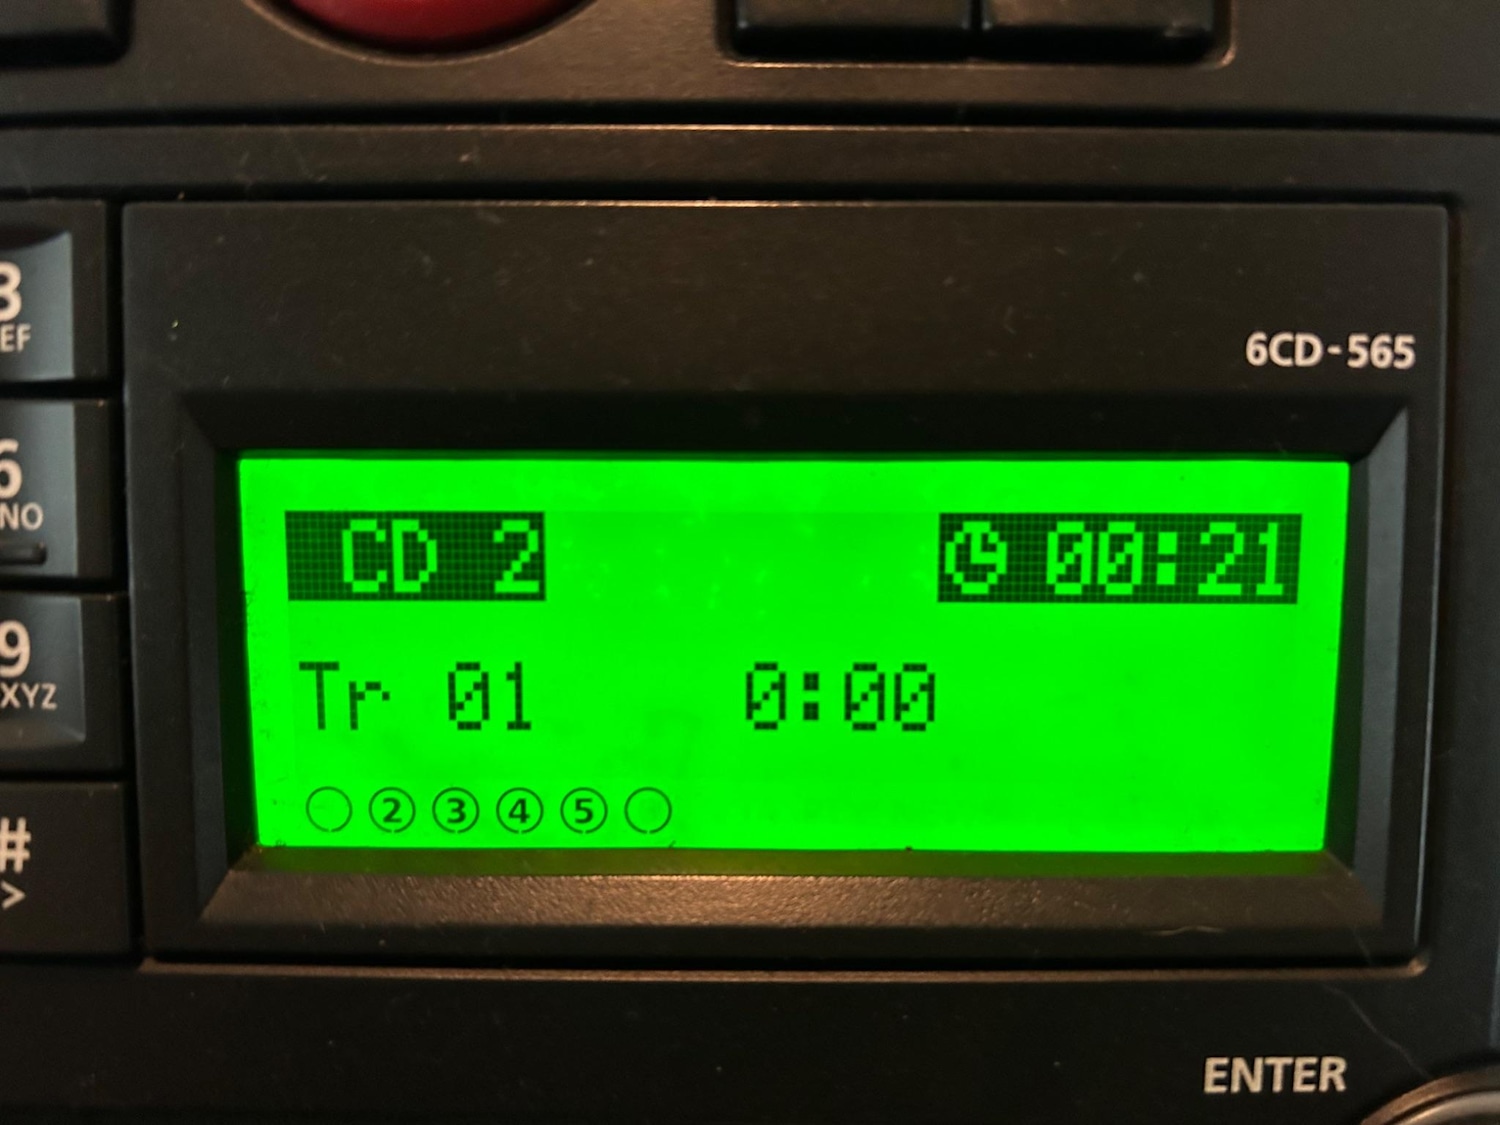 3
EF
6
NO
9
XYZ
#
>
6CD-565
CD 2 00:21
Tr 01 0:00
2 3 4 5
ENTER